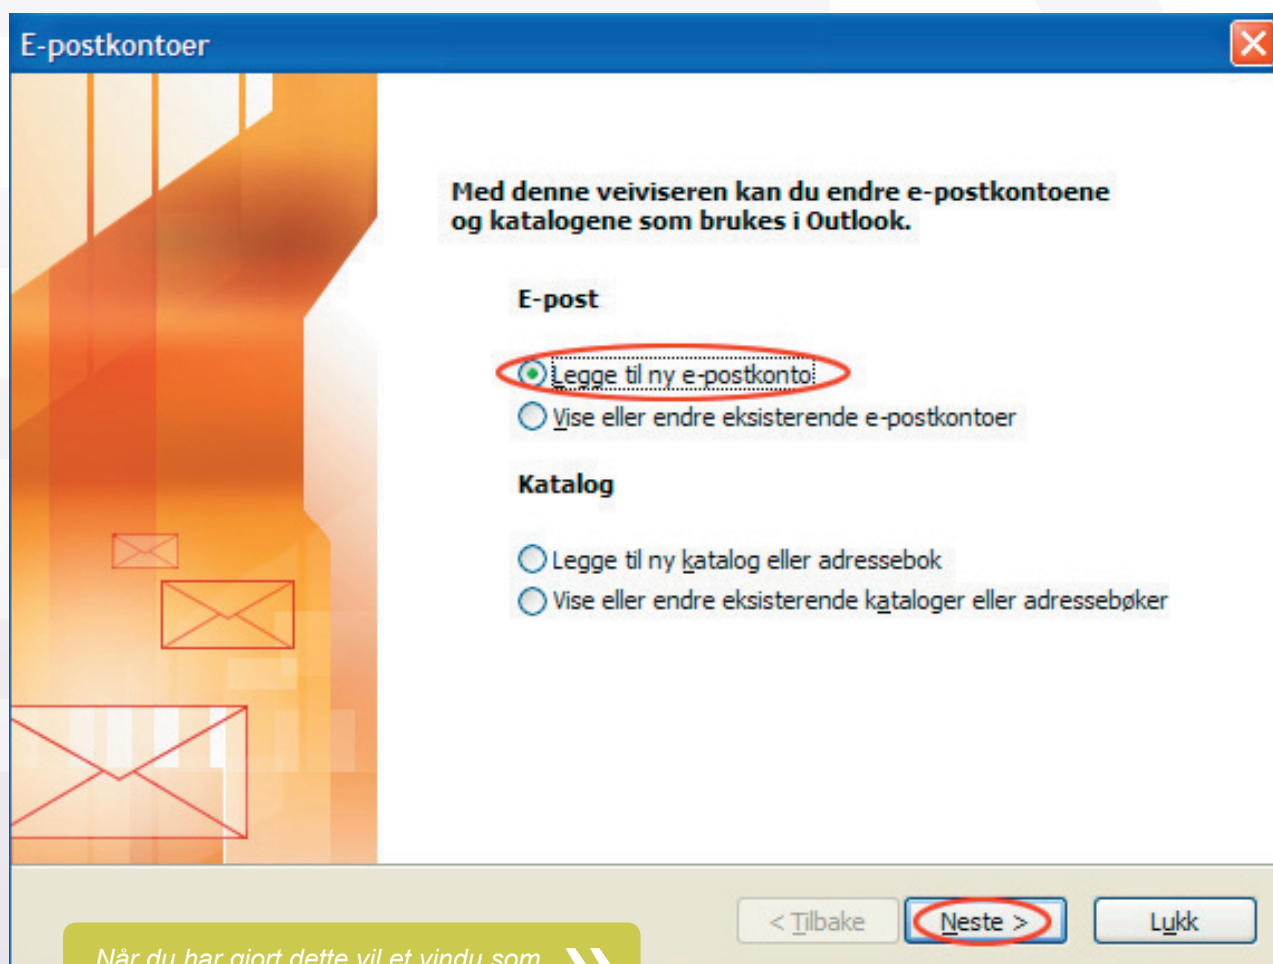 E-postkontoer
Med denne veiviseren kan du endre e-postkontoene
og katalogene som brukes i Outlook.
E-post
Legge til ny e-postkonto
Vise eller endre eksisterende e-postkontoer
Katalog
Legge til ny katalog eller adressebok
Vise eller endre eksisterende kataloger eller adressebøker
< Tilbake
Neste >
Lukk
Når du har gjort dette vil et vindu som